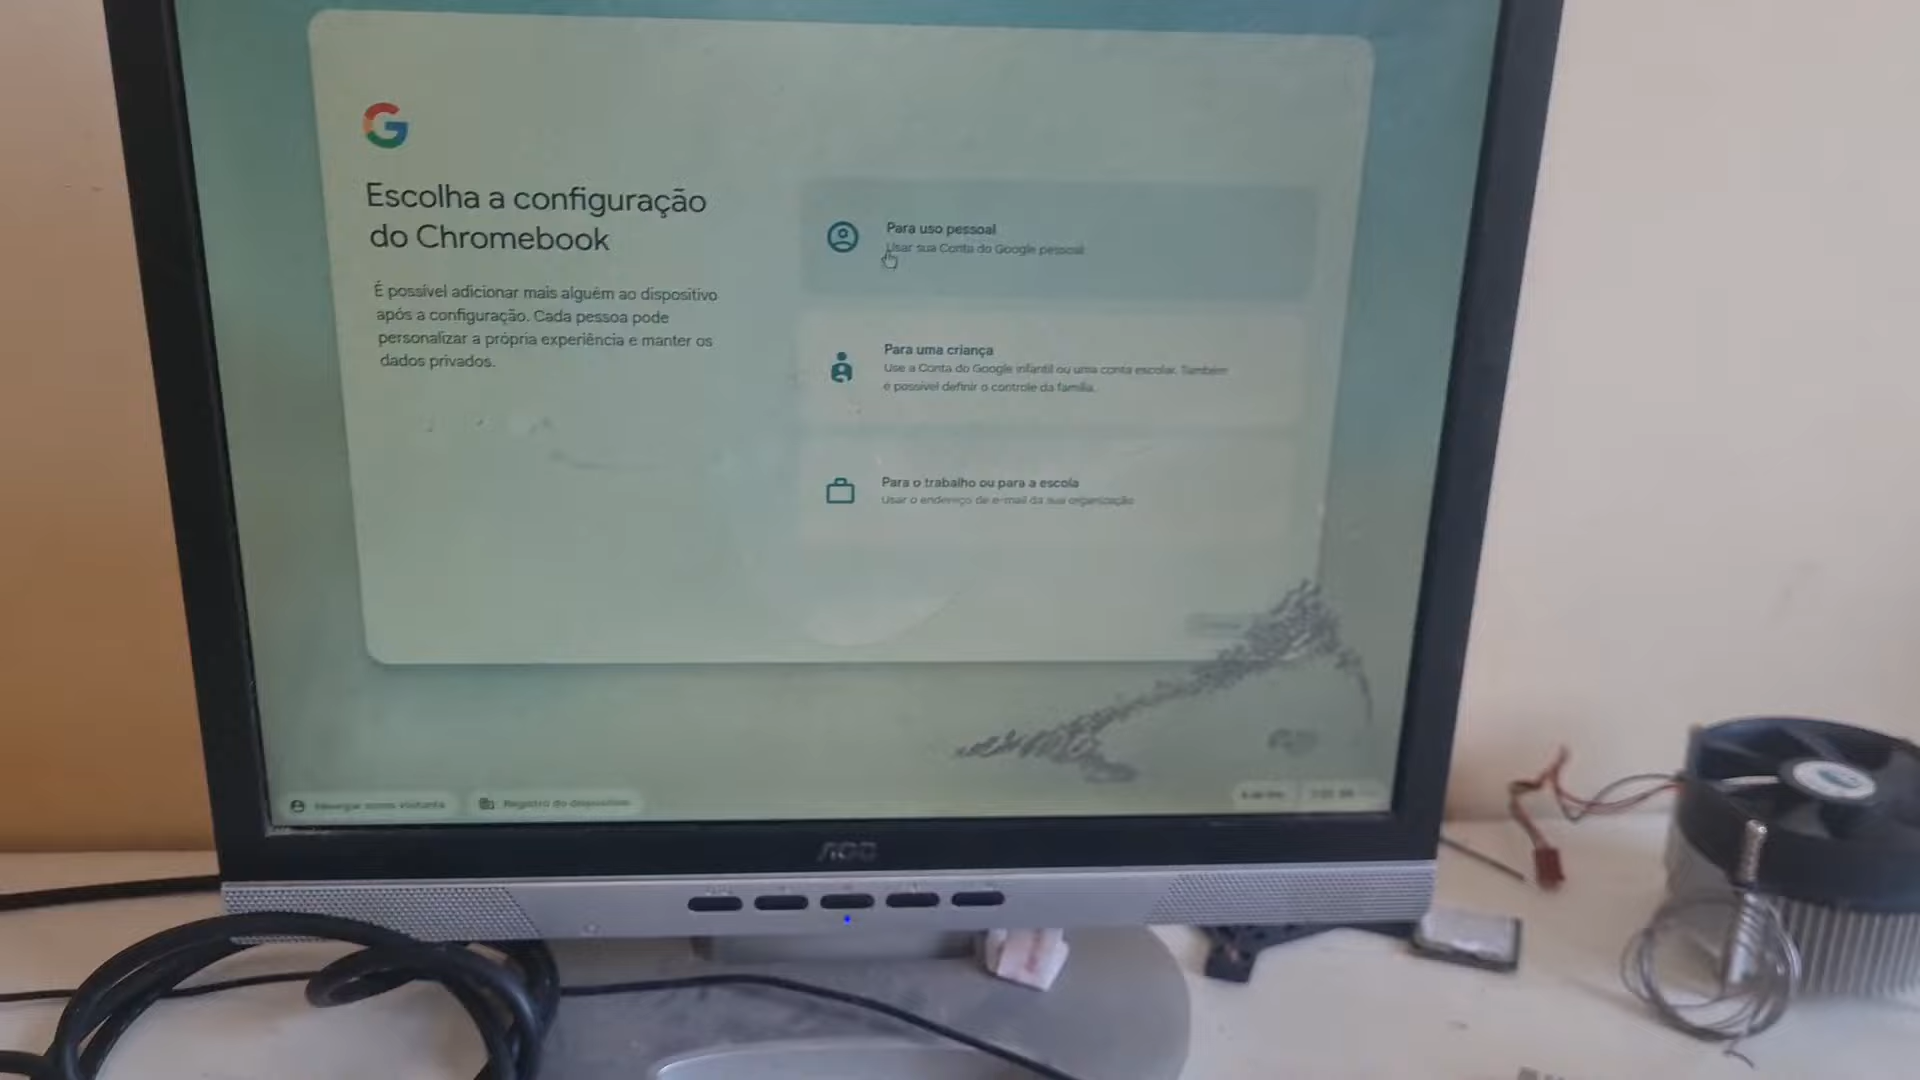 Escolha a configuração
do Chromebook
É possível adicionar mais alguém ao dispositivo
após a configuração. Cada pessoa pode
personalizar a própria experiência e manter os
dados privados.
Para uso pessoal
Usar sua Conta do Google pessoal
Para uma criança
Use a Conta do Google infantil ou uma conta escolar. Também
é possível definir o controle da família.
Para o trabalho ou para a escola
Usar o endereço de e-mail da sua organização
Navegar como visitante
Registro do dispositivo
AOC